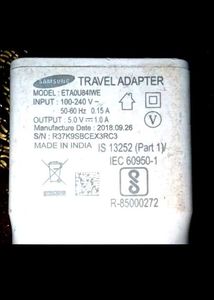 SAMSUNG TRAVEL ADAPTER
MODEL : ETA0U84IWE
INPUT : 100-240 V~
50-60 Hz 0.15 A
OUTPUT : 5.0 V⎓1.0 A
Manufacture Date : 2018.09.26
S/N : R37K9SBCEX3RC3
MADE IN INDIA
IS 13252 (Part 1)/
IEC 60950-1
R-85000272
V